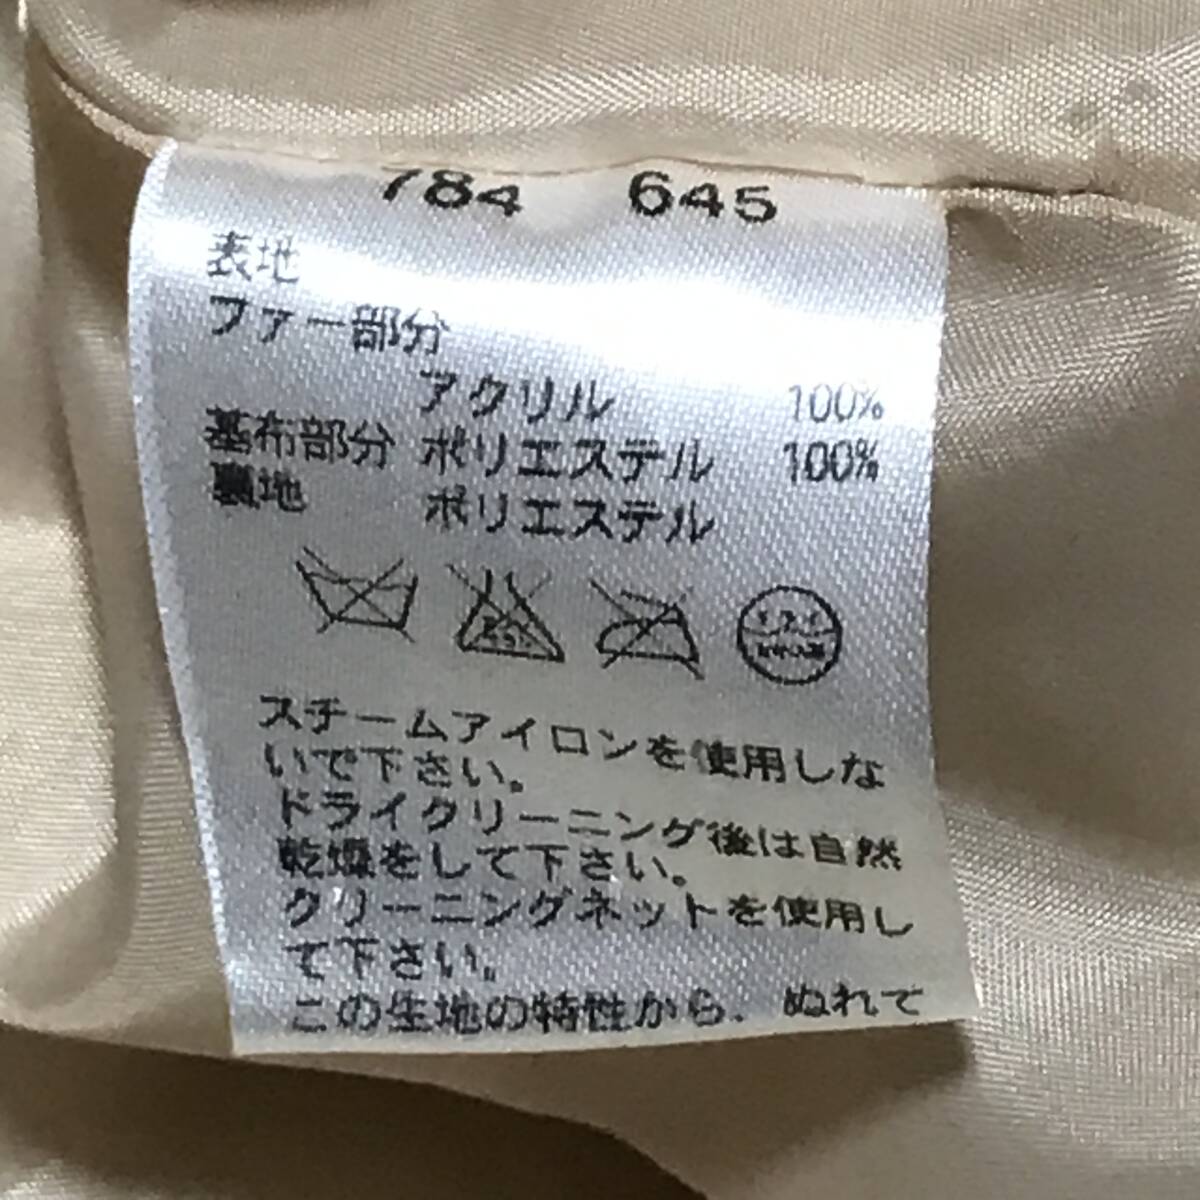 784 645
表地
ファー部分
アクリル 100%
基布部分 ポリエステル 100%
裏地 ポリエステル
スチームアイロンを使用しな
いで下さい。
ドライクリーニング後は自然
乾燥をして下さい。
クリーニングネットを使用し
て下さい。
この生地の特性から、ぬれて